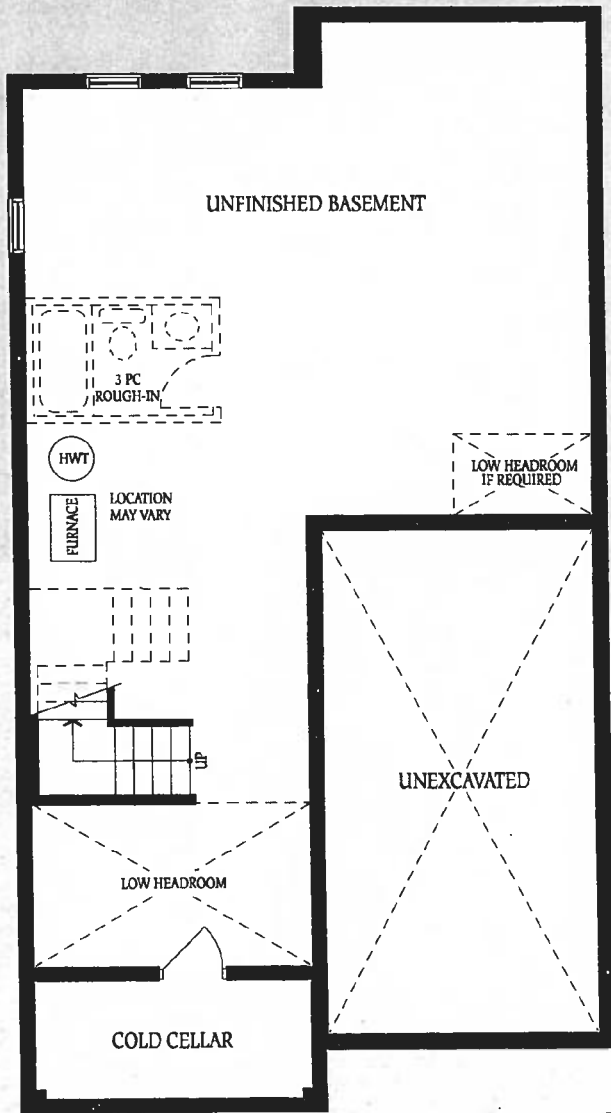 UNFINISHED BASEMENT
3 PC
ROUGH-IN
HWT
LOW HEADROOM
IF REQUIRED
FURNACE
LOCATION
MAY VARY
UP
UNEXCAVATED
LOW HEADROOM
COLD CELLAR